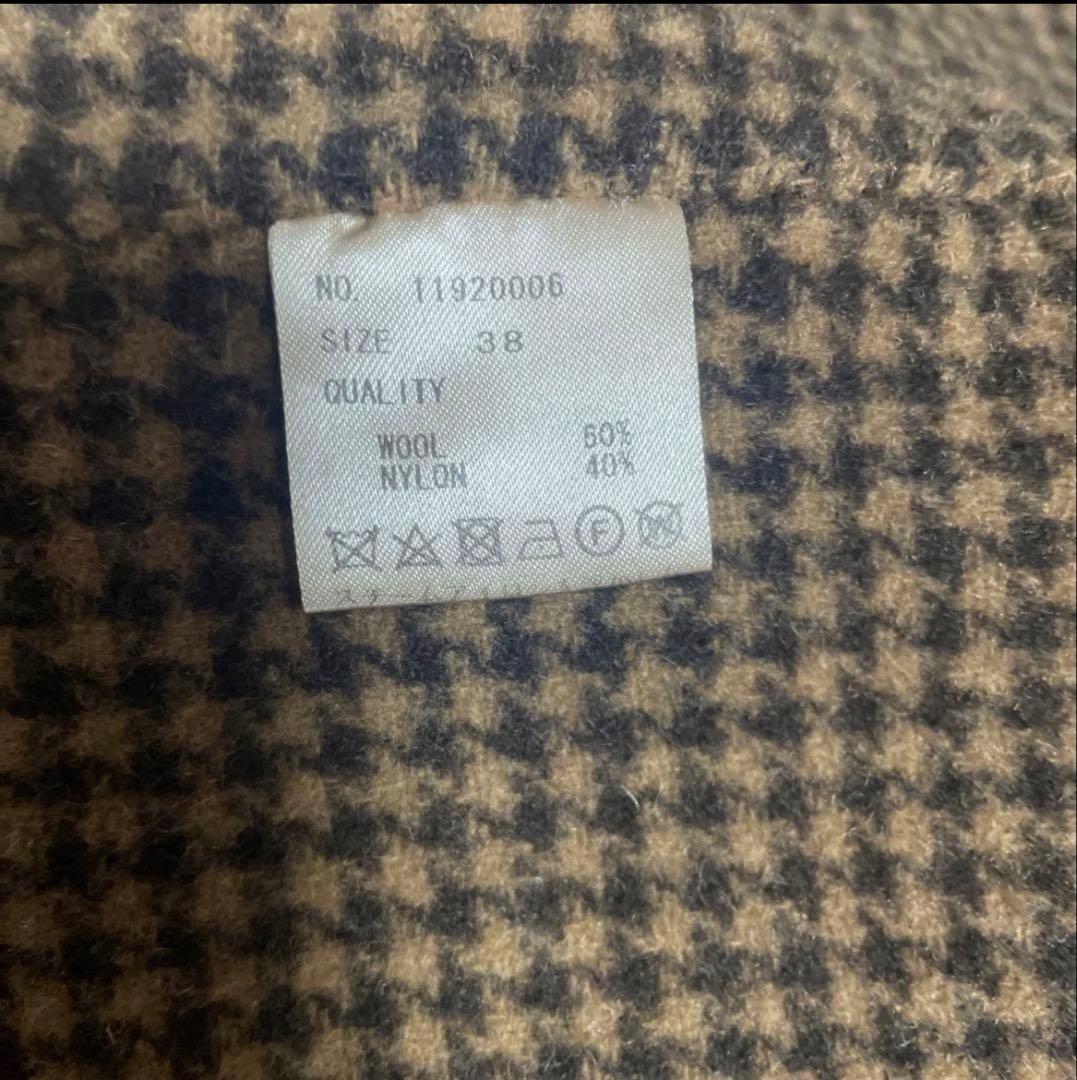 NO. 11920006
SIZE 38
QUALITY
WOOL 60%
NYLON 40%
F
W